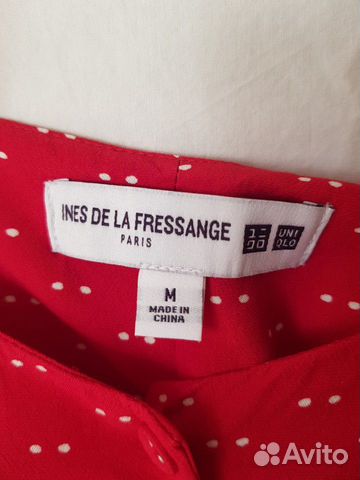 INES DE LA FRESSANGE
PARIS
ユニ
クロ
UNI
QLO
M
MADE IN
CHINA
Avito